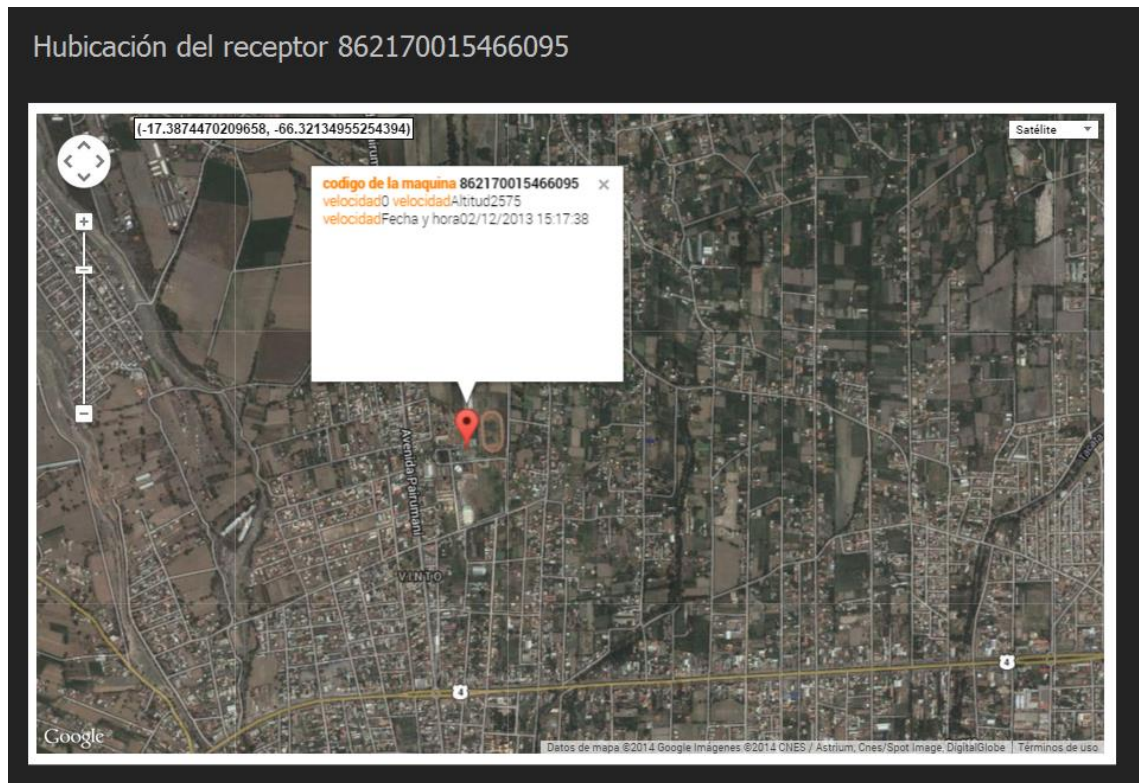 Hubicación del receptor 862170015466095
(-17.3874470209658, -66.32134955254394)
Satélite
codigo de la maquina 862170015466095
velocidad0 velocidadAltitud2575
velocidadFecha y hora02/12/2013 15:17:38
Avenida Pairumani
Tacata
VINTO
4
4
Google
Datos de mapa ©2014 Google Imágenes ©2014 CNES / Astrium, Cnes/Spot Image, DigitalGlobe
Términos de uso